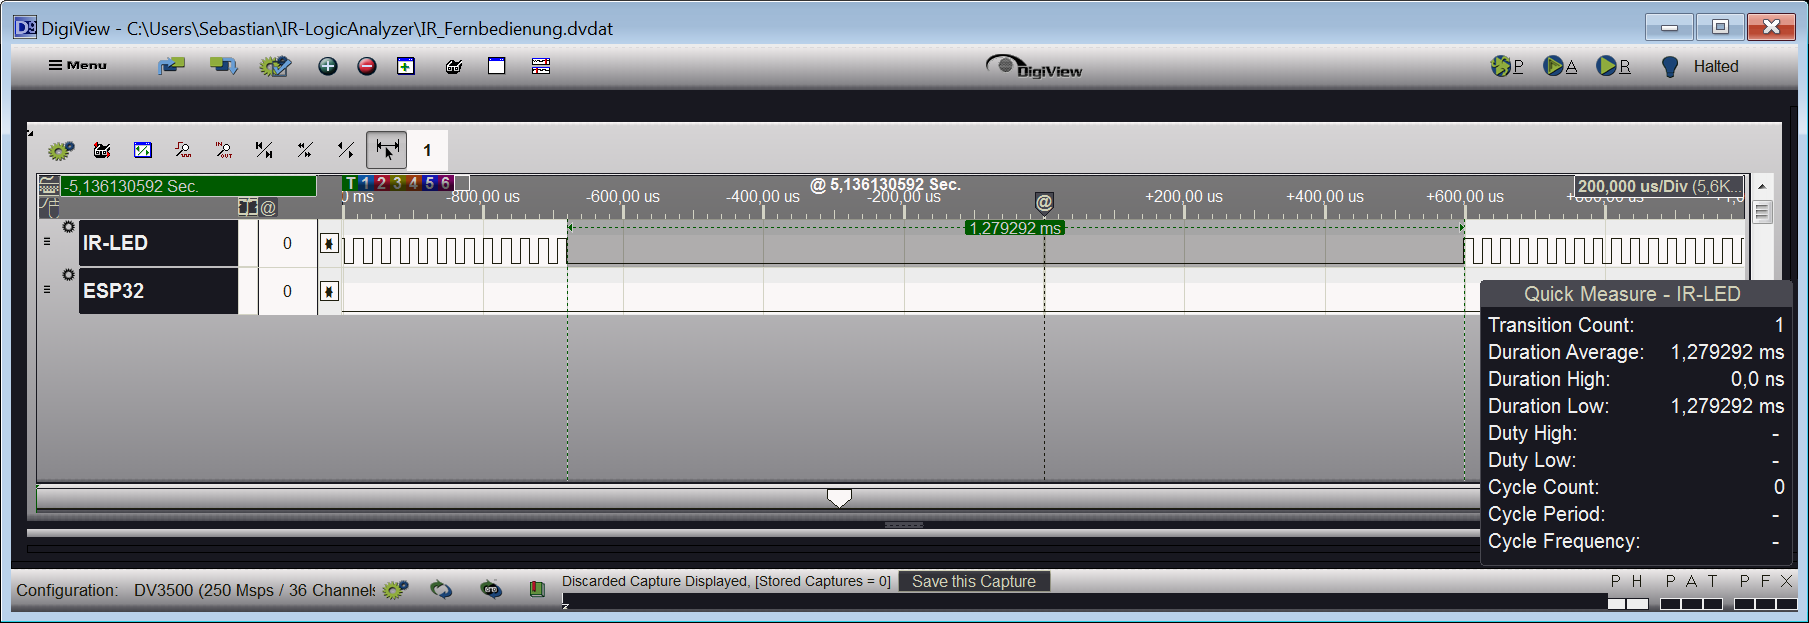 DigiView - C:\Users\Sebastian\IR-LogicAnalyzer\IR_Fernbedienung.dvdat
Menu
DigiView
P
A
R
Halted
1
-5,136130592 Sec.
T 1 2 3 4 5 6
@ 5,136130592 Sec.
200,000 us/Div (5,6K...
0 ms
-800,00 us
-600,00 us
-400,00 us
-200,00 us
@
+200,00 us
+400,00 us
+600,00 us
+800,00 us
@
IR-LED
0
1,279292 ms
ESP32
0
Quick Measure - IR-LED
Transition Count: 1
Duration Average: 1,279292 ms
Duration High: 0,0 ns
Duration Low: 1,279292 ms
Duty High: -
Duty Low: -
Cycle Count: 0
Cycle Period: -
Cycle Frequency: -
Configuration: DV3500 (250 Msps / 36 Channels
Discarded Capture Displayed, [Stored Captures = 0]
Save this Capture
P H P A T P F X